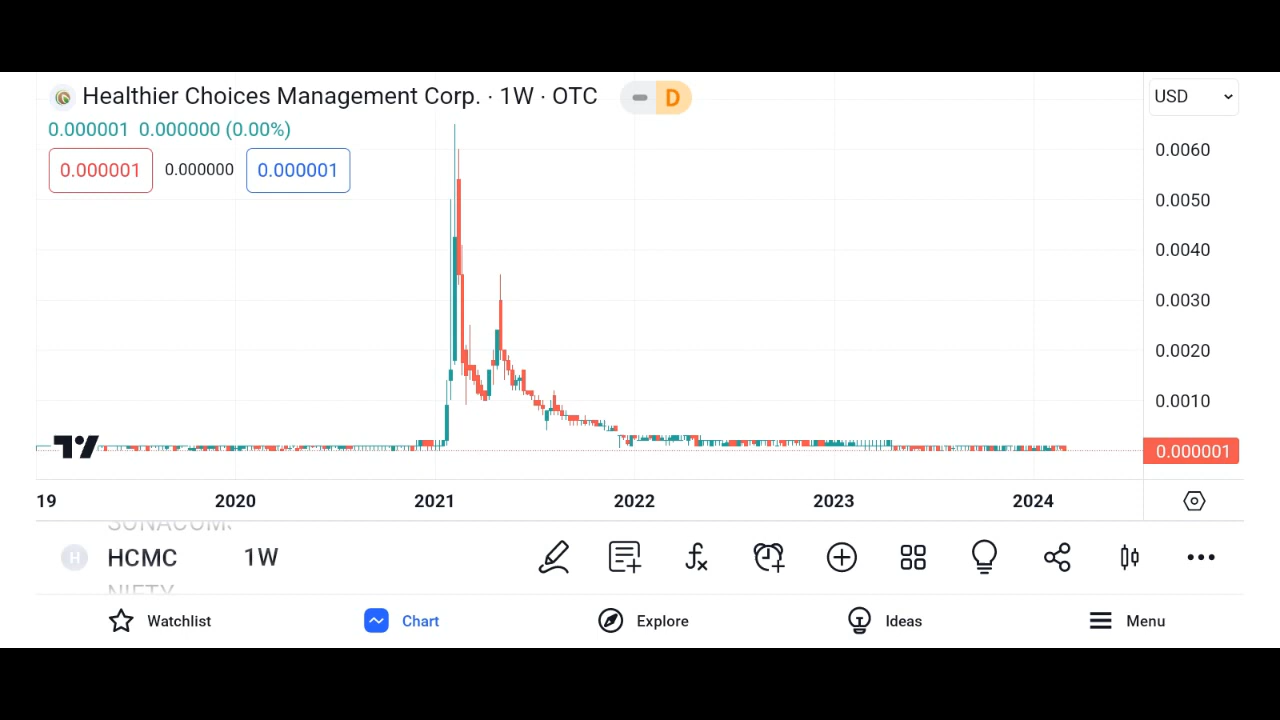 Healthier Choices Management Corp. · 1W · OTC
D
USD
0.000001 0.000000 (0.00%)
0.000001 0.000000 0.000001
0.0060
0.0050
0.0040
0.0030
0.0020
0.0010
0.000001
19 2020 2021 2022 2023 2024
SONACOMS
H HCMC 1W
NIFTY
Watchlist Chart Explore Ideas Menu